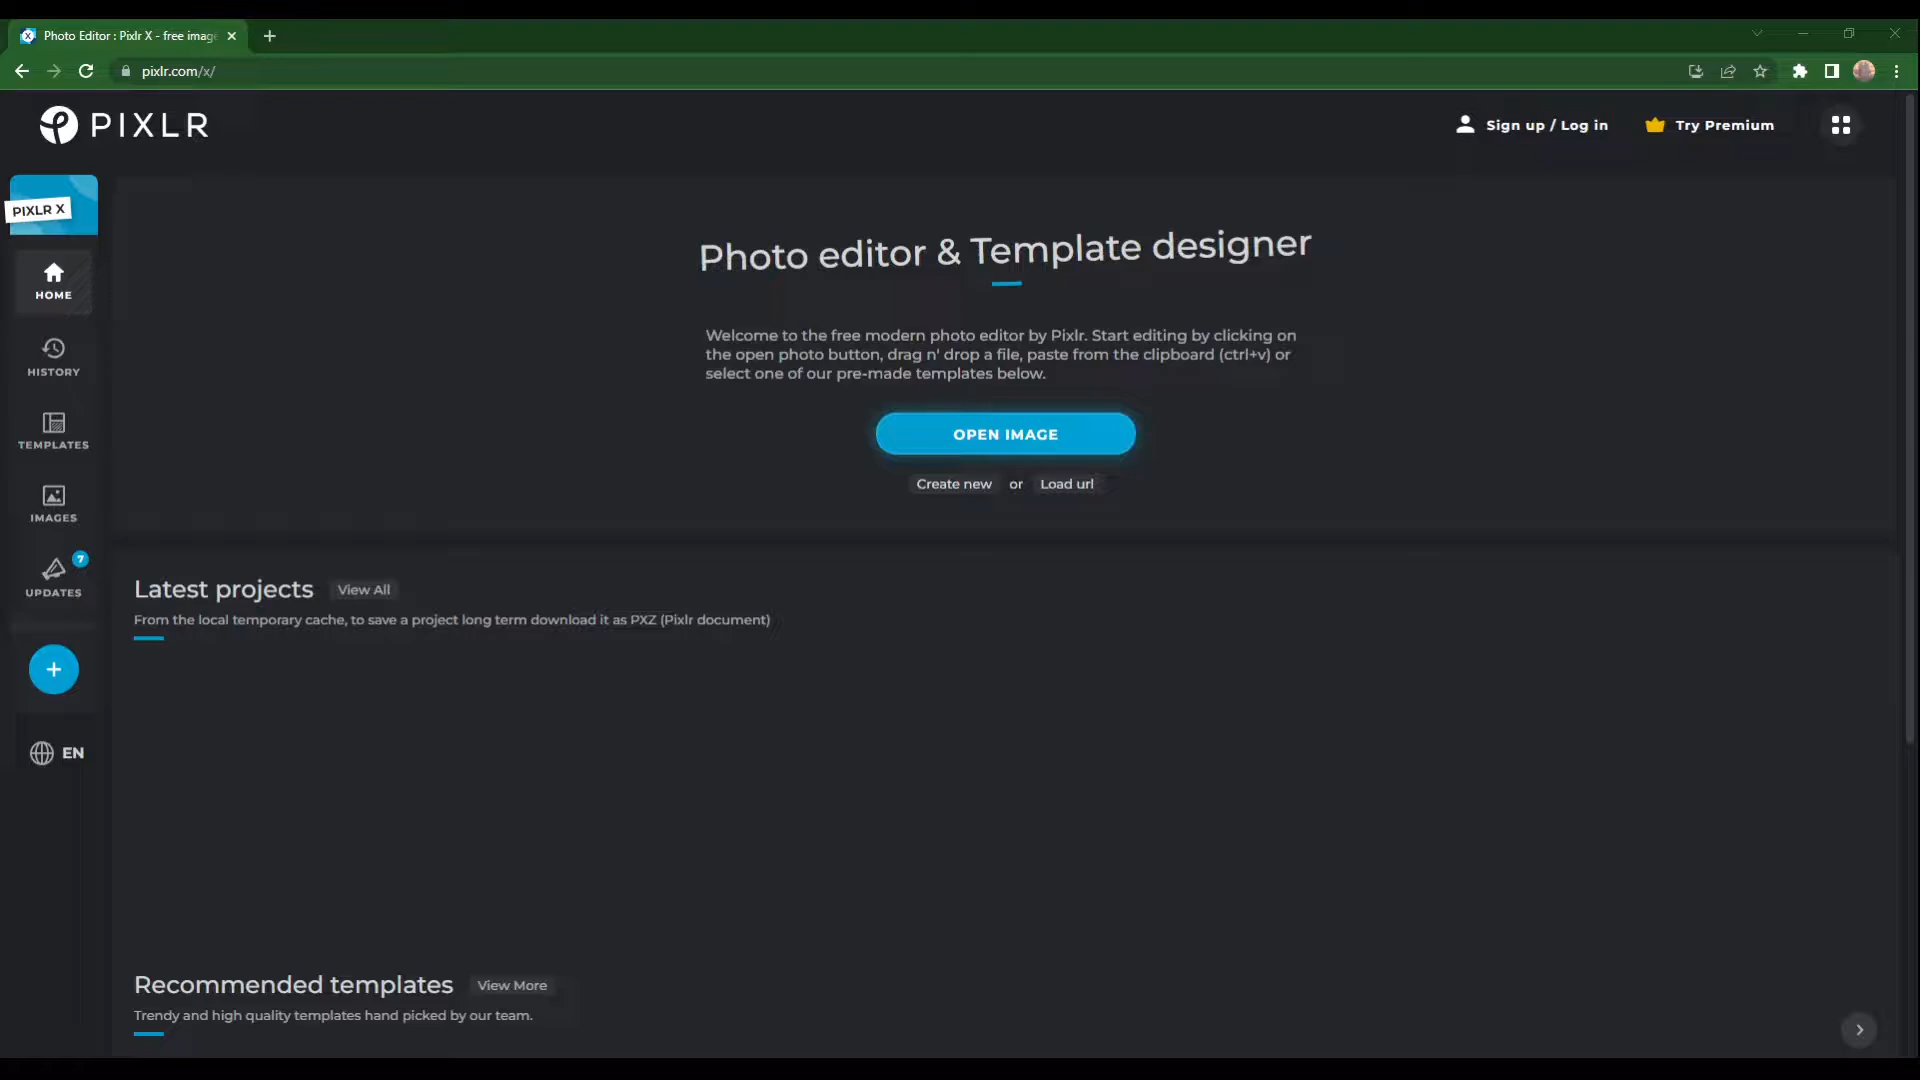 Photo Editor : Pixlr X - free imag
pixlr.com/x/
PIXLR
Sign up / Log in
Try Premium
PIXLR X
HOME
HISTORY
TEMPLATES
IMAGES
7
UPDATES
EN
Photo editor & Template designer
Welcome to the free modern photo editor by Pixlr. Start editing by clicking on
the open photo button, drag n' drop a file, paste from the clipboard (ctrl+v) or
select one of our pre-made templates below.
OPEN IMAGE
Create new or Load url
Latest projects View All
From the local temporary cache, to save a project long term download it as PXZ (Pixlr document)
Recommended templates View More
Trendy and high quality templates hand picked by our team.